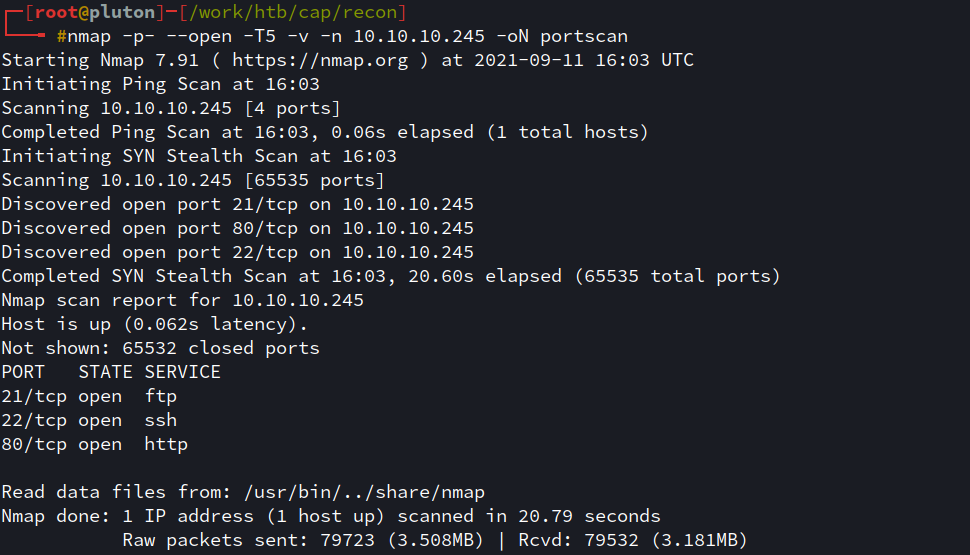 ┌─[root@pluton]─[/work/htb/cap/recon]
└──╼ #nmap -p- --open -T5 -v -n 10.10.10.245 -oN portscan
Starting Nmap 7.91 ( https://nmap.org ) at 2021-09-11 16:03 UTC
Initiating Ping Scan at 16:03
Scanning 10.10.10.245 [4 ports]
Completed Ping Scan at 16:03, 0.06s elapsed (1 total hosts)
Initiating SYN Stealth Scan at 16:03
Scanning 10.10.10.245 [65535 ports]
Discovered open port 21/tcp on 10.10.10.245
Discovered open port 80/tcp on 10.10.10.245
Discovered open port 22/tcp on 10.10.10.245
Completed SYN Stealth Scan at 16:03, 20.60s elapsed (65535 total ports)
Nmap scan report for 10.10.10.245
Host is up (0.062s latency).
Not shown: 65532 closed ports
PORT   STATE SERVICE
21/tcp open  ftp
22/tcp open  ssh
80/tcp open  http

Read data files from: /usr/bin/../share/nmap
Nmap done: 1 IP address (1 host up) scanned in 20.79 seconds
           Raw packets sent: 79723 (3.508MB) | Rcvd: 79532 (3.181MB)